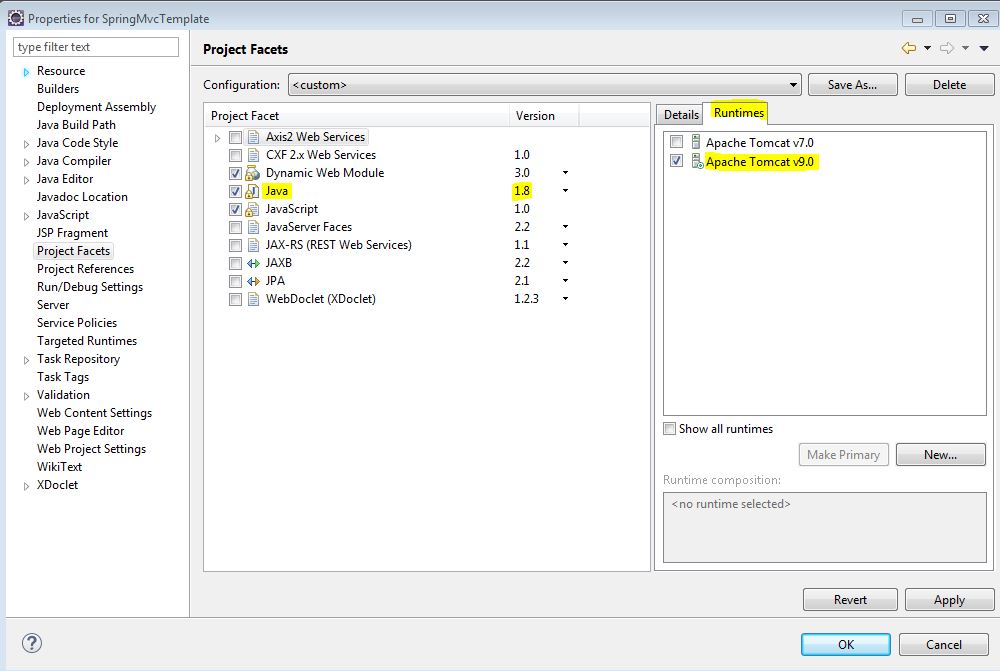 Properties for SpringMvcTemplate
type filter text
Resource
Builders
Deployment Assembly
Java Build Path
Java Code Style
Java Compiler
Java Editor
Javadoc Location
JavaScript
JSP Fragment
Project Facets
Project References
Run/Debug Settings
Server
Service Policies
Targeted Runtimes
Task Repository
Task Tags
Validation
Web Content Settings
Web Page Editor
Web Project Settings
WikiText
XDoclet
Project Facets
Configuration: <custom> Save As... Delete
Project Facet Version
Axis2 Web Services
CXF 2.x Web Services 1.0
Dynamic Web Module 3.0
Java 1.8
JavaScript 1.0
JavaServer Faces 2.2
JAX-RS (REST Web Services) 1.1
JAXB 2.2
JPA 2.1
WebDoclet (XDoclet) 1.2.3
Details Runtimes
Apache Tomcat v7.0
Apache Tomcat v9.0
Show all runtimes
Make Primary New...
Runtime composition:
<no runtime selected>
Revert Apply
? OK Cancel